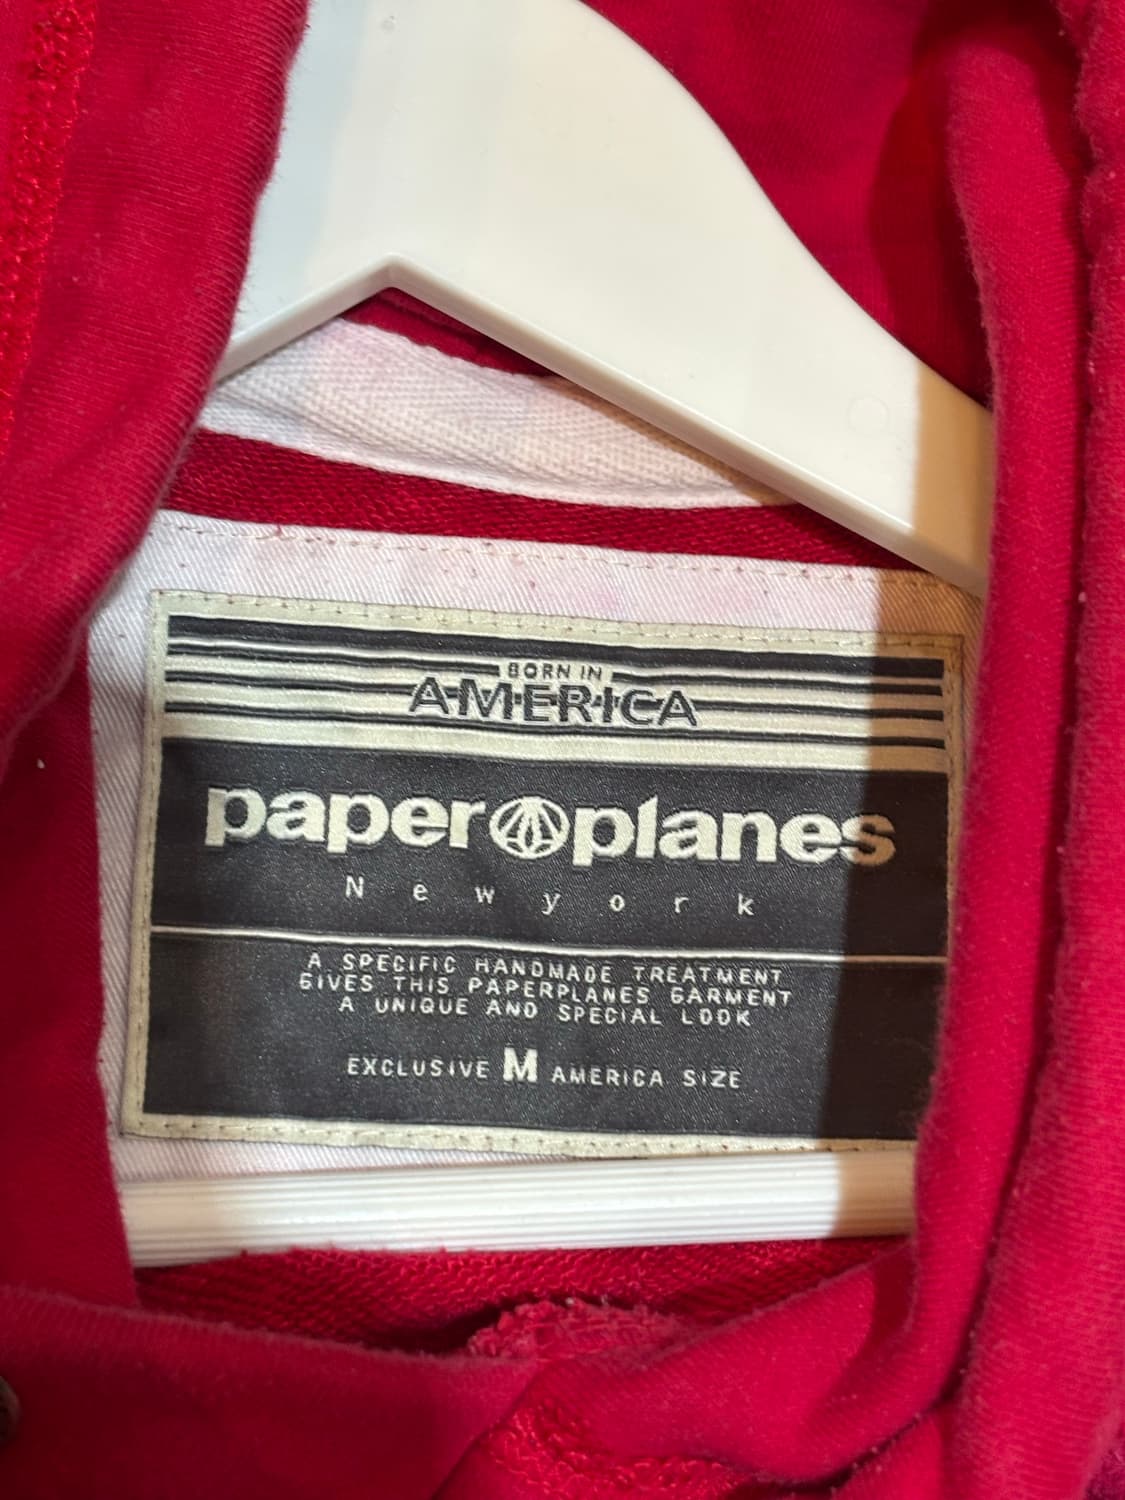 BORN IN
AMERICA
paper planes
New york
A SPECIFIC HANDMADE TREATMENT
GIVES THIS PAPERPLANES GARMENT
A UNIQUE AND SPECIAL LOOK
EXCLUSIVE M AMERICA SIZE